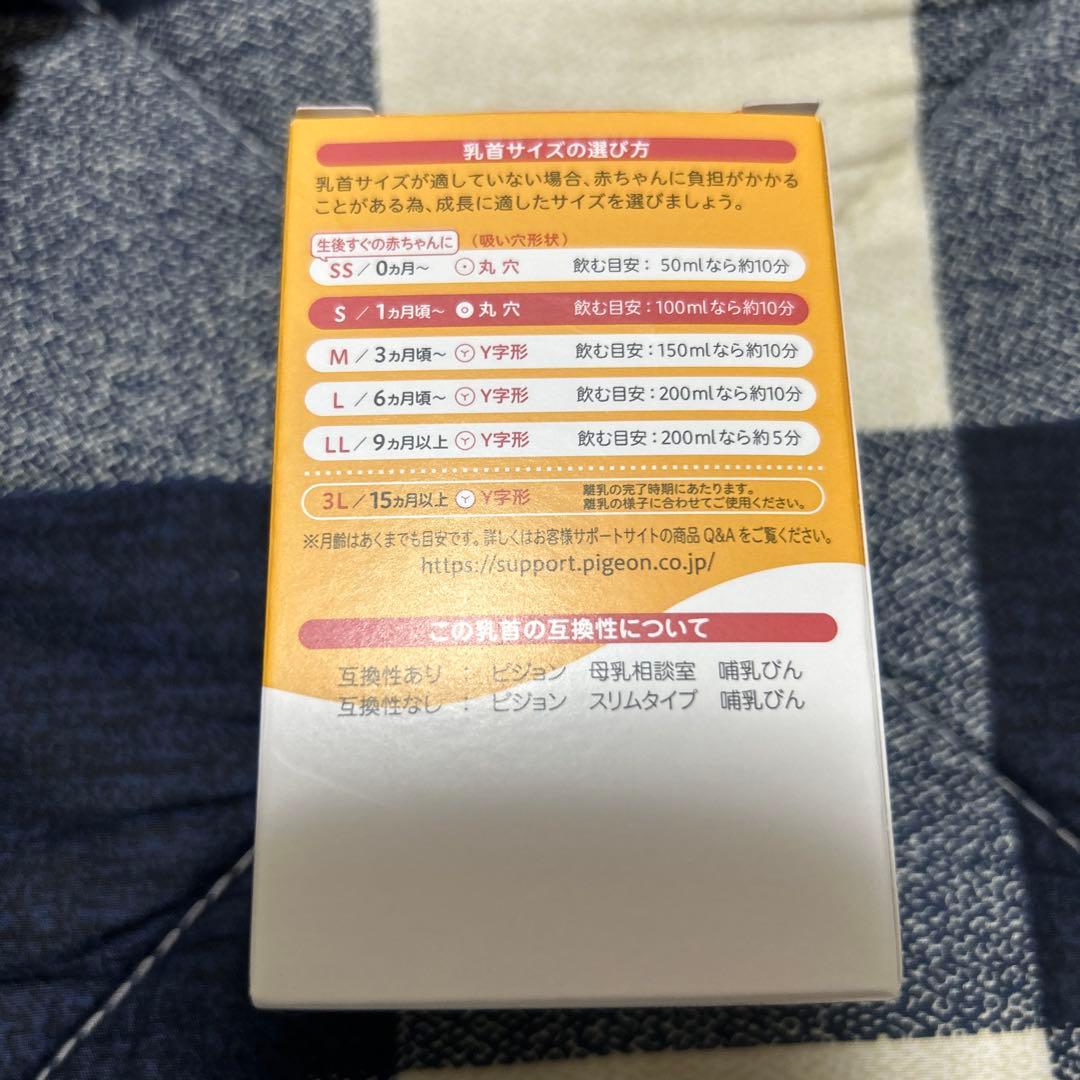 乳首サイズの選び方
乳首サイズが適していない場合、赤ちゃんに負担がかかる
ことがある為、成長に適したサイズを選びましょう。
生後すぐの赤ちゃんに (吸い穴形状)
SS / 0ヵ月~ 丸穴 飲む目安： 50mlなら約10分
S / 1ヵ月頃~ 丸穴 飲む目安：100mlなら約10分
M / 3ヵ月頃~ Y字形 飲む目安：150mlなら約10分
L / 6ヵ月頃~ Y字形 飲む目安：200mlなら約10分
LL / 9ヵ月以上 Y字形 飲む目安：200mlなら約5分
3L / 15ヵ月以上 Y字形 離乳の完了時期にあたります。
離乳の様子に合わせてご使用ください。
※月齢はあくまでも目安です。詳しくはお客様サポートサイトの商品 Q&A をご覧ください。
https://support.pigeon.co.jp/
この乳首の互換性について
互換性あり ： ピジョン 母乳相談室 哺乳びん
互換性なし ： ピジョン スリムタイプ 哺乳びん